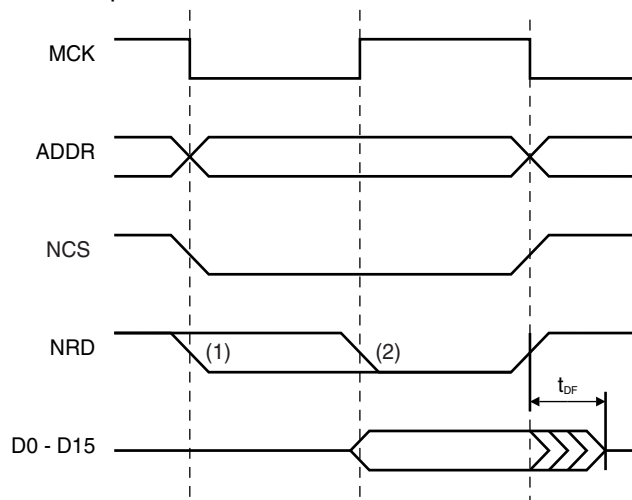 MCK
ADDR
NCS
NRD
(1)
(2)
tDF
D0 - D15